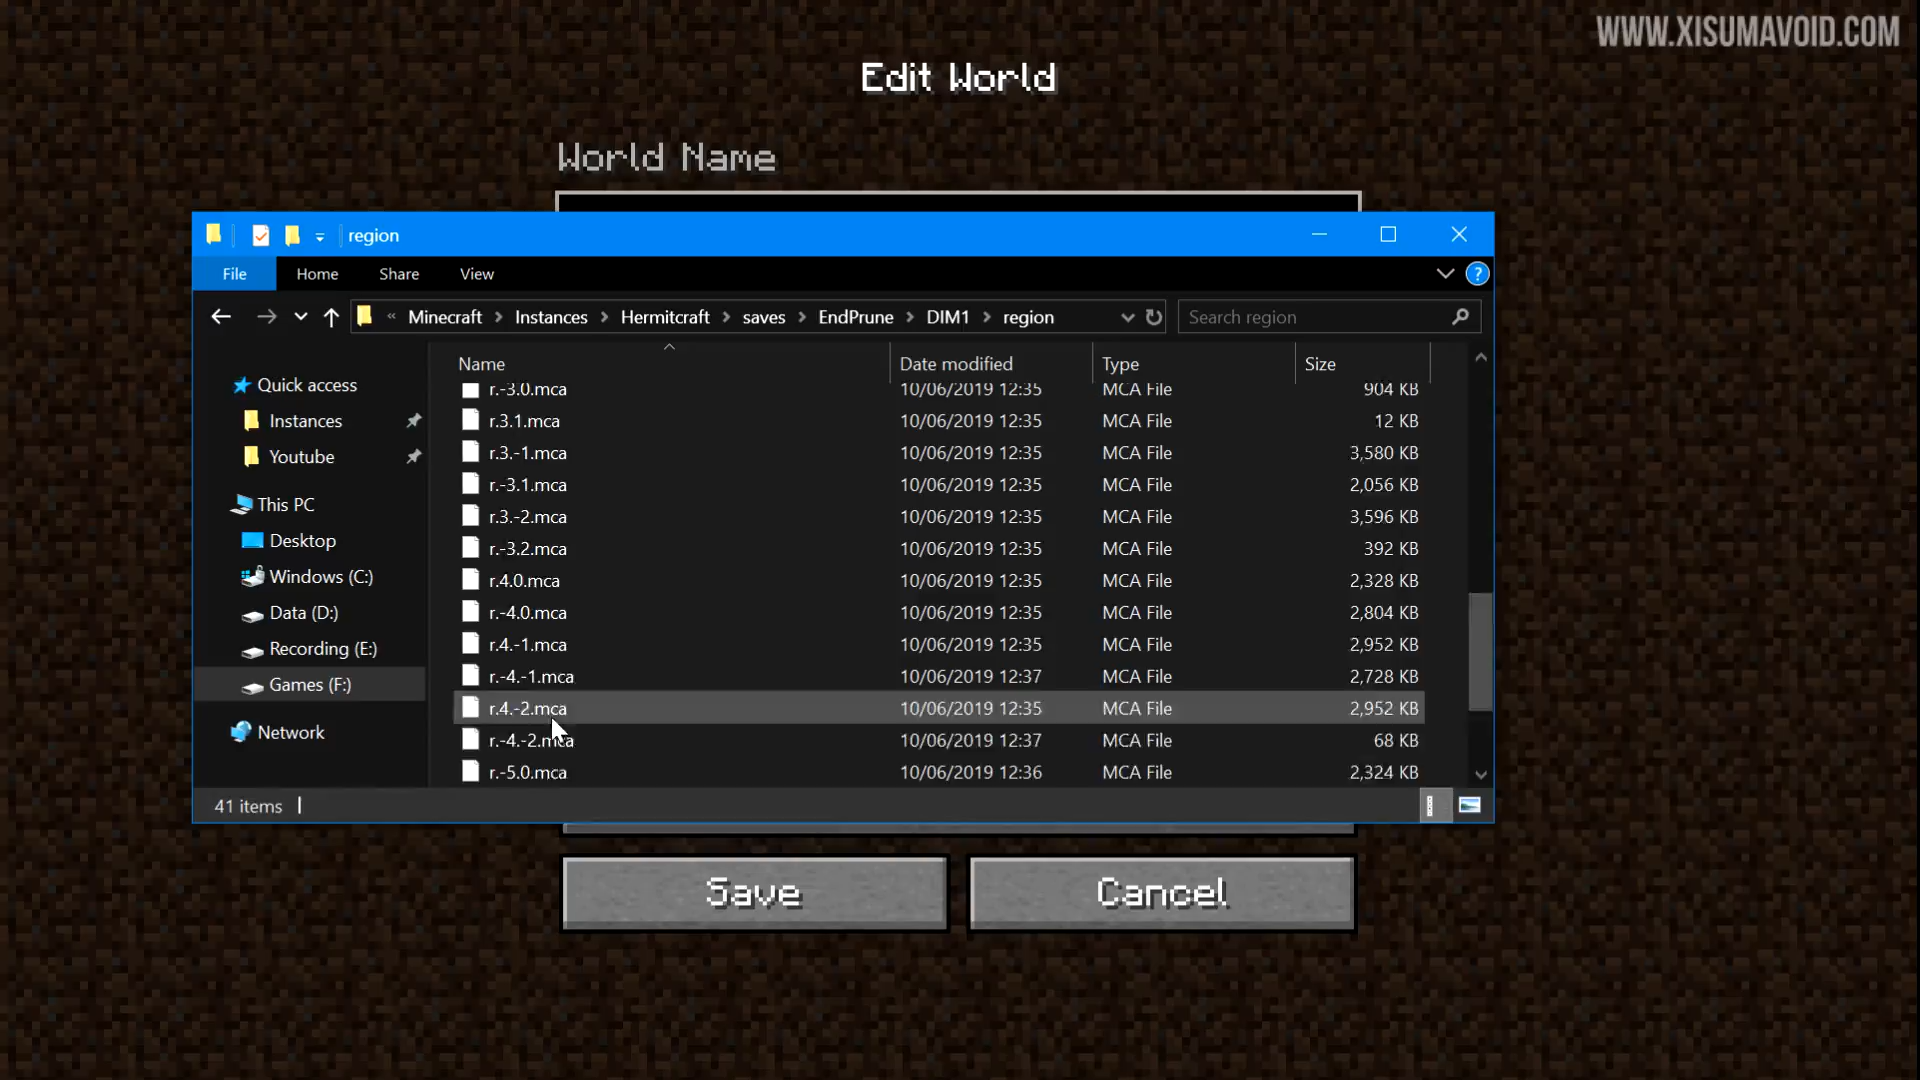 WWW.XISUMAVOID.COM
Edit World
World Name
region
File Home Share View ?
« Minecraft > Instances > Hermitcraft > saves > EndPrune > DIM1 > region Search region
Name Date modified Type Size
Quick access
Instances
Youtube
This PC
Desktop
Windows (C:)
Data (D:)
Recording (E:)
Games (F:)
Network
r.-3.0.mca 10/06/2019 12:35 MCA File 904 KB
r.3.1.mca 10/06/2019 12:35 MCA File 12 KB
r.3.-1.mca 10/06/2019 12:35 MCA File 3,580 KB
r.-3.1.mca 10/06/2019 12:35 MCA File 2,056 KB
r.3.-2.mca 10/06/2019 12:35 MCA File 3,596 KB
r.-3.2.mca 10/06/2019 12:35 MCA File 392 KB
r.4.0.mca 10/06/2019 12:35 MCA File 2,328 KB
r.-4.0.mca 10/06/2019 12:35 MCA File 2,804 KB
r.4.-1.mca 10/06/2019 12:35 MCA File 2,952 KB
r.-4.-1.mca 10/06/2019 12:37 MCA File 2,728 KB
r.4.-2.mca 10/06/2019 12:35 MCA File 2,952 KB
r.-4.-2.mca 10/06/2019 12:37 MCA File 68 KB
r.-5.0.mca 10/06/2019 12:36 MCA File 2,324 KB
41 items
Save Cancel